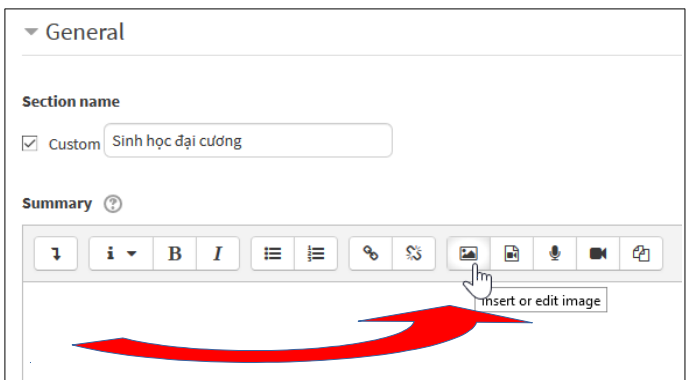 General
Section name
Custom Sinh học đại cương
Summary
i B I
Insert or edit image